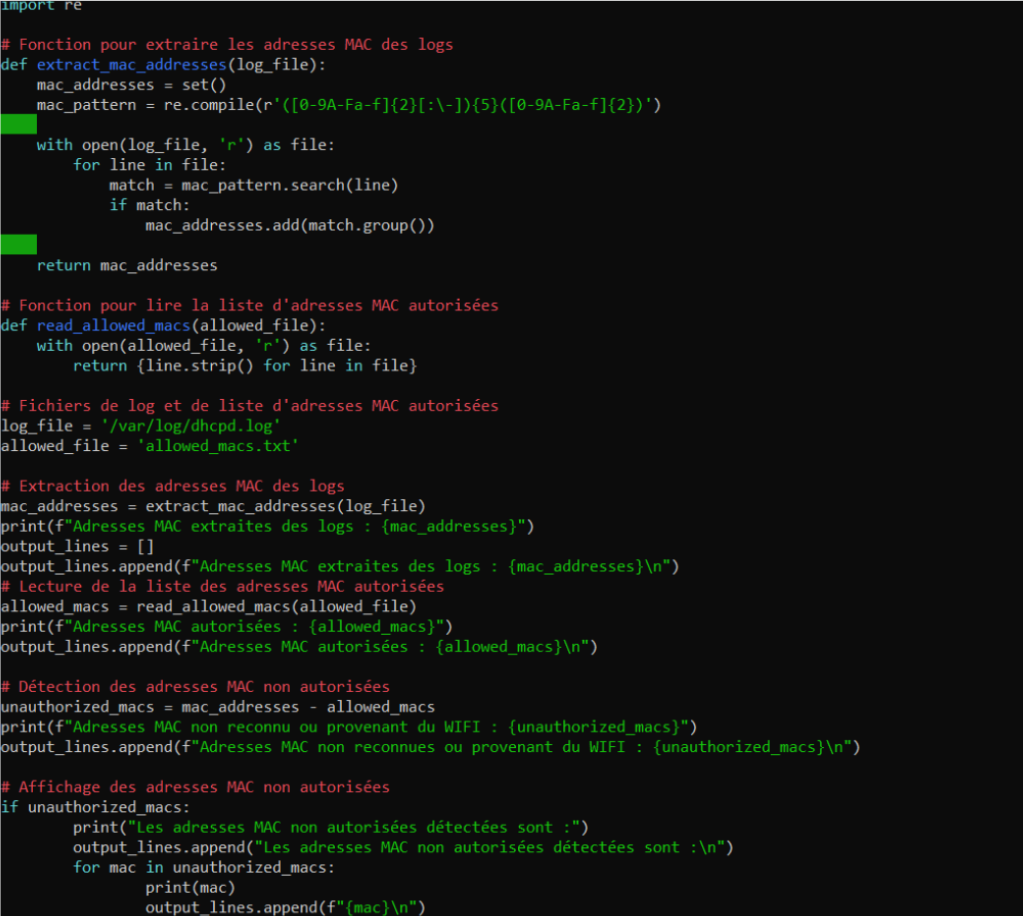 import re

# Fonction pour extraire les adresses MAC des logs
def extract_mac_addresses(log_file):
    mac_addresses = set()
    mac_pattern = re.compile(r'([0-9A-Fa-f]{2}[:\-]){5}([0-9A-Fa-f]{2})')

    with open(log_file, 'r') as file:
        for line in file:
            match = mac_pattern.search(line)
            if match:
                mac_addresses.add(match.group())

    return mac_addresses

# Fonction pour lire la liste d'adresses MAC autorisées
def read_allowed_macs(allowed_file):
    with open(allowed_file, 'r') as file:
        return {line.strip() for line in file}

# Fichiers de log et de liste d'adresses MAC autorisées
log_file = '/var/log/dhcpd.log'
allowed_file = 'allowed_macs.txt'

# Extraction des adresses MAC des logs
mac_addresses = extract_mac_addresses(log_file)
print(f"Adresses MAC extraites des logs : {mac_addresses}")
output_lines = []
output_lines.append(f"Adresses MAC extraites des logs : {mac_addresses}\n")
# Lecture de la liste des adresses MAC autorisées
allowed_macs = read_allowed_macs(allowed_file)
print(f"Adresses MAC autorisées : {allowed_macs}")
output_lines.append(f"Adresses MAC autorisées : {allowed_macs}\n")

# Détection des adresses MAC non autorisées
unauthorized_macs = mac_addresses - allowed_macs
print(f"Adresses MAC non reconnu ou provenant du WIFI : {unauthorized_macs}")
output_lines.append(f"Adresses MAC non reconnues ou provenant du WIFI : {unauthorized_macs}\n")

# Affichage des adresses MAC non autorisées
if unauthorized_macs:
        print("Les adresses MAC non autorisées détectées sont :")
        output_lines.append("Les adresses MAC non autorisées détectées sont :\n")
        for mac in unauthorized_macs:
                print(mac)
                output_lines.append(f"{mac}\n")